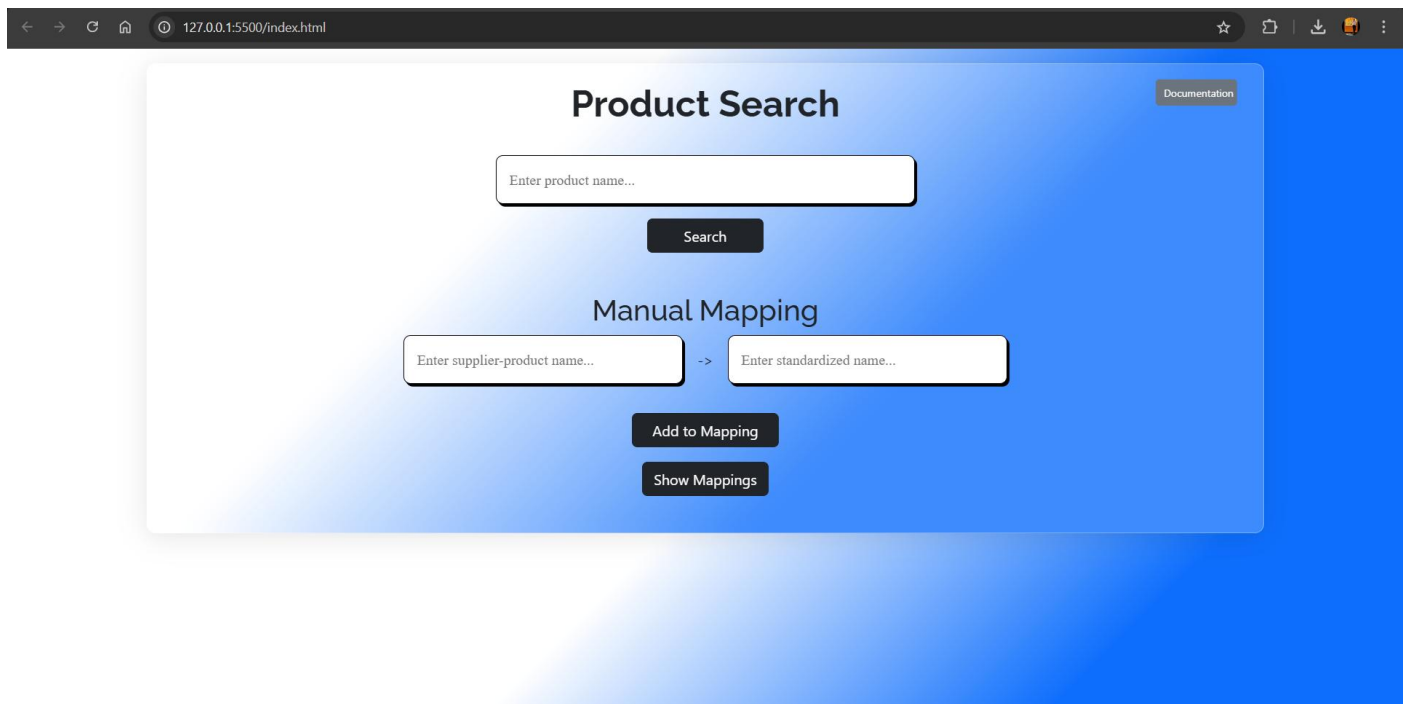 127.0.0.1:5500/index.html
Product Search
Documentation
Enter product name...
Search
Manual Mapping
Enter supplier-product name... -> Enter standardized name...
Add to Mapping
Show Mappings